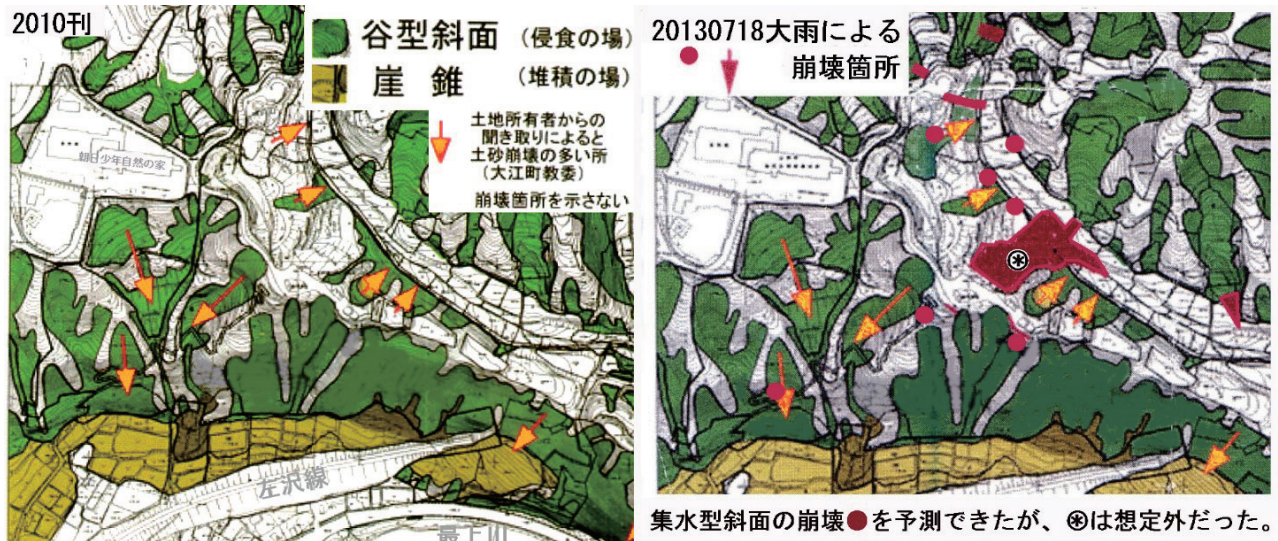 2010刊
谷型斜面 (侵食の場)
崖錐 (堆積の場)
土地所有者からの
聞き取りによると
土砂崩壊の多い所
(大江町教委)
崩壊箇所を示さない
朝日少年自然の家
左沢線
最上川
20130718大雨による
崩壊箇所
集水型斜面の崩壊●を予測できたが、⊛は想定外だった。